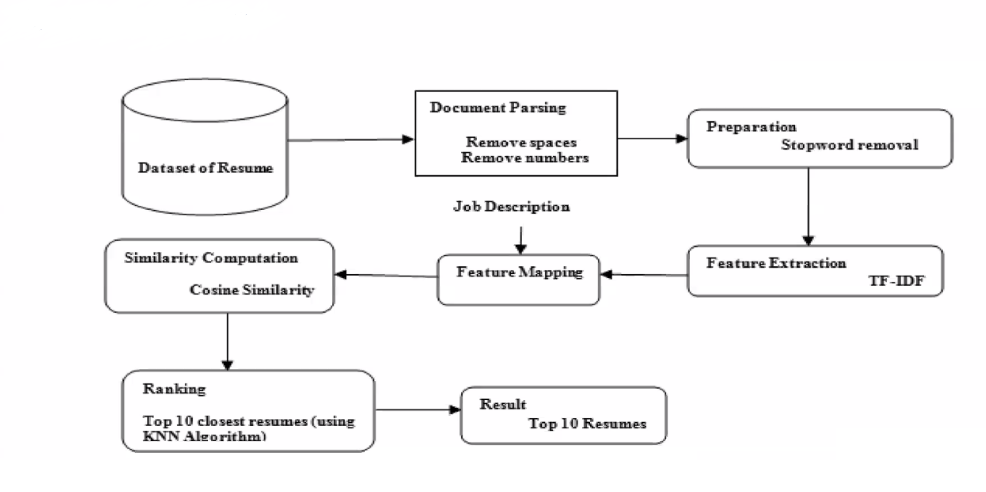 Dataset of Resume
Document Parsing
Remove spaces
Remove numbers
Preparation
Stopword removal
Job Description
Feature Extraction
TF-IDF
Feature Mapping
Similarity Computation
Cosine Similarity
Ranking
Top 10 closest resumes (using
KNN Algorithm)
Result
Top 10 Resumes